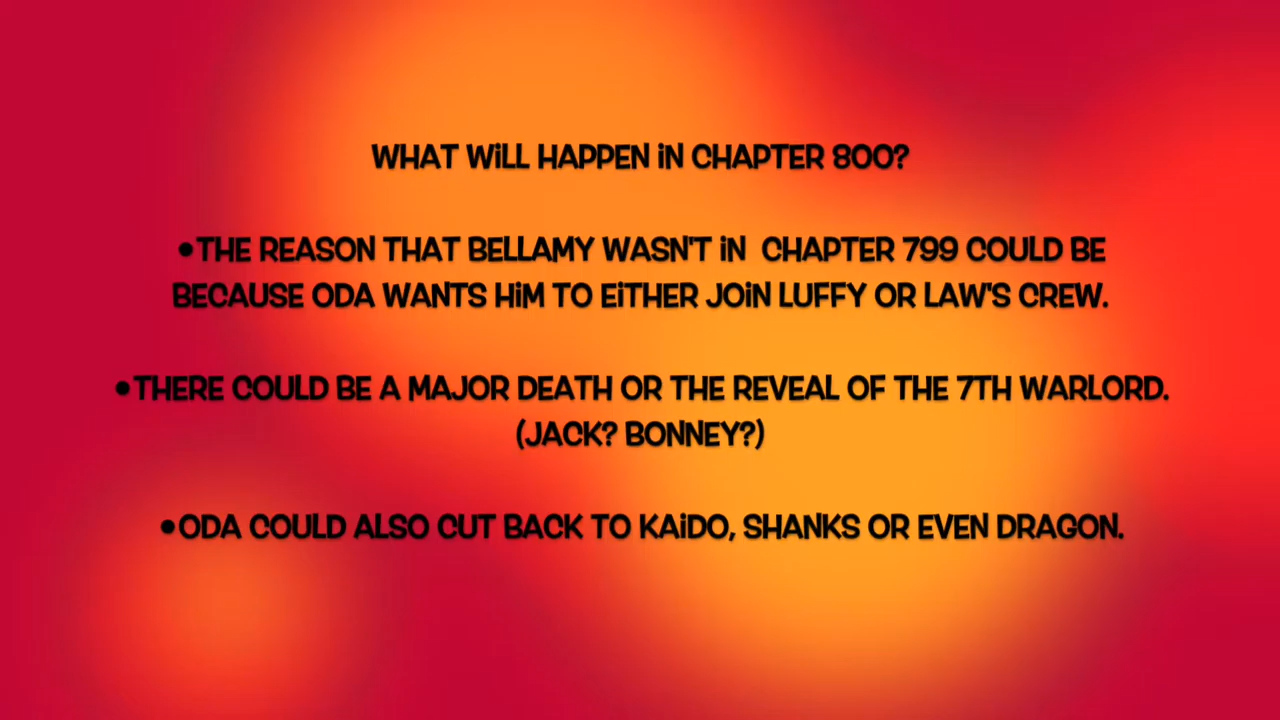 WHAT WiLL HAPPEN iN CHAPTER 800?
•THE REASON THAT BELLAMY WASN'T iN CHAPTER 799 COULD BE
BECAUSE ODA WANTS HiM TO EiTHER JOiN LUFFY OR LAW'S CREW.
•THERE COULD BE A MAJOR DEATH OR THE REVEAL OF THE 7TH WARLORD.
(JACK? BONNEY?)
•ODA COULD ALSO CUT BACK TO KAiDO, SHANKS OR EVEN DRAGON.